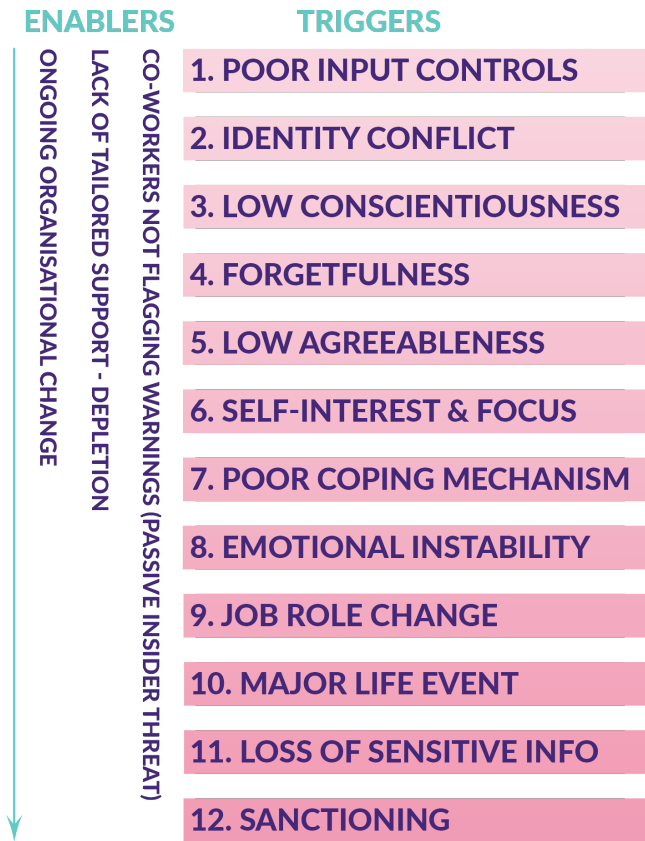 ENABLERS
TRIGGERS
ONGOING ORGANISATIONAL CHANGE
LACK OF TAILORED SUPPORT - DEPLETION
CO-WORKERS NOT FLAGGING WARNINGS (PASSIVE INSIDER THREAT)
1. POOR INPUT CONTROLS
2. IDENTITY CONFLICT
3. LOW CONSCIENTIOUSNESS
4. FORGETFULNESS
5. LOW AGREEABLENESS
6. SELF-INTEREST & FOCUS
7. POOR COPING MECHANISM
8. EMOTIONAL INSTABILITY
9. JOB ROLE CHANGE
10. MAJOR LIFE EVENT
11. LOSS OF SENSITIVE INFO
12. SANCTIONING